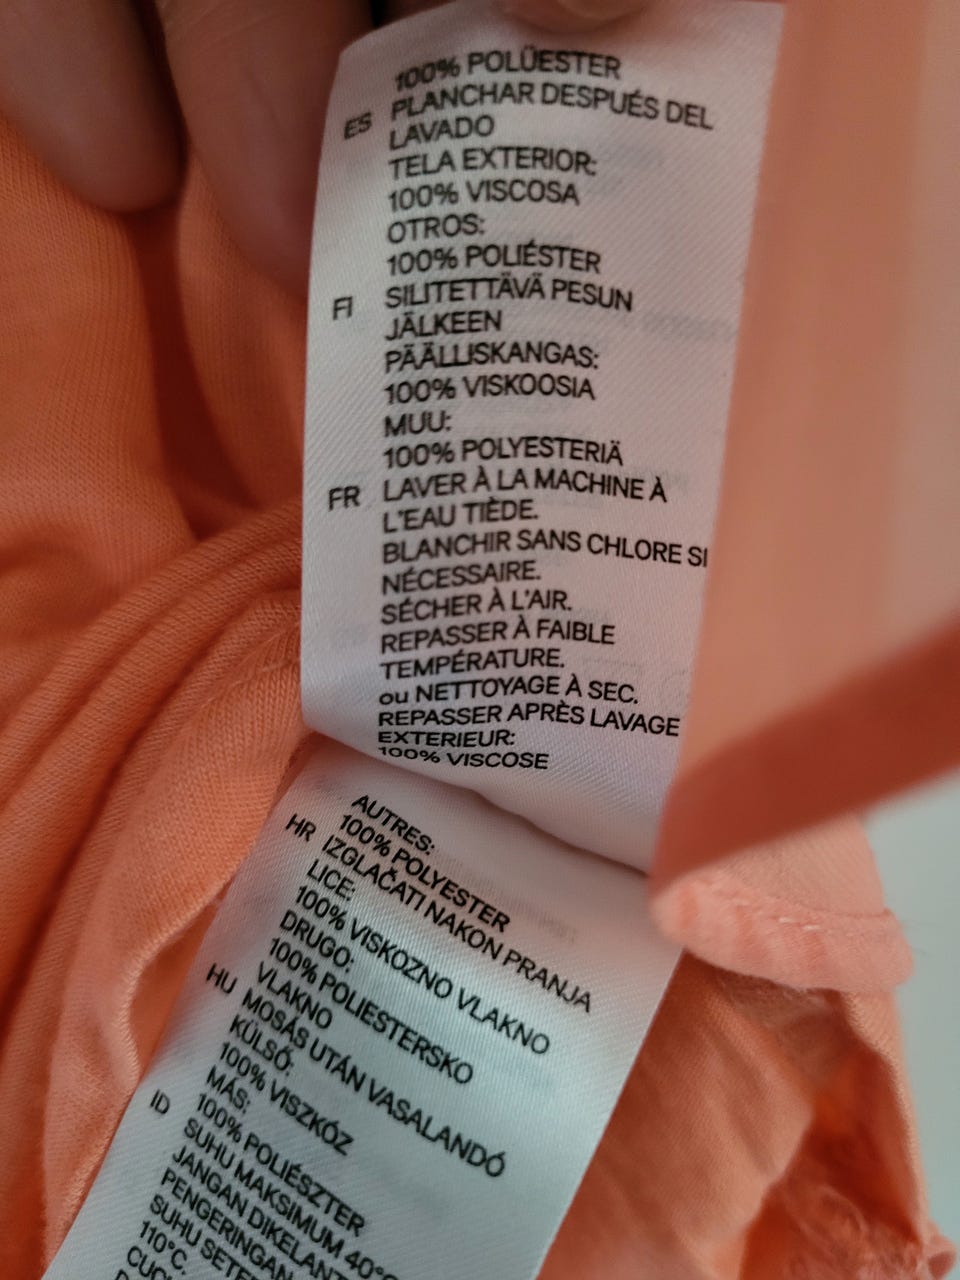 100% POLÜESTER
ES PLANCHAR DESPUÉS DEL
LAVADO
TELA EXTERIOR:
100% VISCOSA
OTROS:
100% POLIÉSTER
FI SILITETTÄVÄ PESUN
JÄLKEEN
PÄÄLLISKANGAS:
100% VISKOOSIA
MUU:
100% POLYESTERIÄ
FR LAVER À LA MACHINE À
L'EAU TIÈDE.
BLANCHIR SANS CHLORE SI
NÉCESSAIRE.
SÉCHER À L'AIR.
REPASSER À FAIBLE
TEMPÉRATURE.
ou NETTOYAGE À SEC.
REPASSER APRÈS LAVAGE
EXTERIEUR:
100% VISCOSE
AUTRES:
100% POLYESTER
HR IZGLAČATI NAKON PRANJA
LICE:
100% VISKOZNO VLAKNO
DRUGO:
100% POLIESTERSKO
VLAKNO
HU MOSÁS UTÁN VASALANDÓ
KÜLSŐ:
100% VISZKÓZ
MÁS:
100% POLIÉSZTER
ID SUHU MAKSIMUM 40°C
JANGAN DIKELANT
PENGERINGAN
SUHU SETE
110°C.
CUC